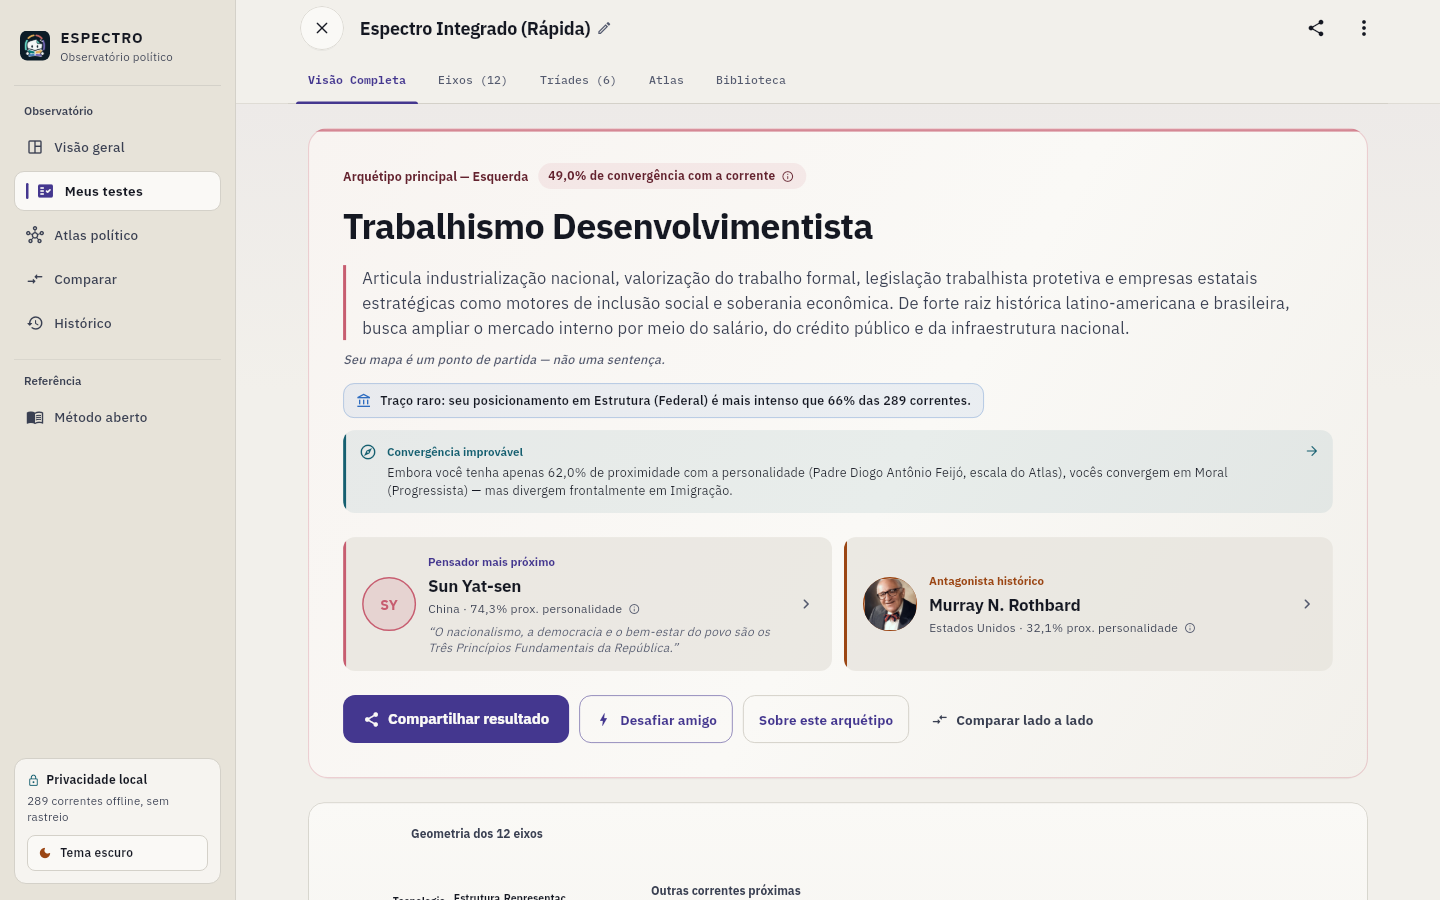 ESPECTRO
Observatório político
Observatório
Visão geral
Meus testes
Atlas político
Comparar
Histórico
Referência
Método aberto
Privacidade local
289 correntes offline, sem
rastreio
Tema escuro
Espectro Integrado (Rápida)
Visão Completa
Eixos (12)
Tríades (6)
Atlas
Biblioteca
Arquétipo principal — Esquerda
49,0% de convergência com a corrente
Trabalhismo Desenvolvimentista
Articula industrialização nacional, valorização do trabalho formal, legislação trabalhista protetiva e empresas estatais
estratégicas como motores de inclusão social e soberania econômica. De forte raiz histórica latino-americana e brasileira,
busca ampliar o mercado interno por meio do salário, do crédito público e da infraestrutura nacional.
Seu mapa é um ponto de partida — não uma sentença.
Traço raro: seu posicionamento em Estrutura (Federal) é mais intenso que 66% das 289 correntes.
Convergência improvável
Embora você tenha apenas 62,0% de proximidade com a personalidade (Padre Diogo Antônio Feijó, escala do Atlas), vocês convergem em Moral
(Progressista) — mas divergem frontalmente em Imigração.
Pensador mais próximo
SY
Sun Yat-sen
China · 74,3% prox. personalidade
“O nacionalismo, a democracia e o bem-estar do povo são os
Três Princípios Fundamentais da República.”
Antagonista histórico
Murray N. Rothbard
Estados Unidos · 32,1% prox. personalidade
Compartilhar resultado
Desafiar amigo
Sobre este arquétipo
Comparar lado a lado
Geometria dos 12 eixos
Outras correntes próximas
Tecnologia
Estrutura
Representaç